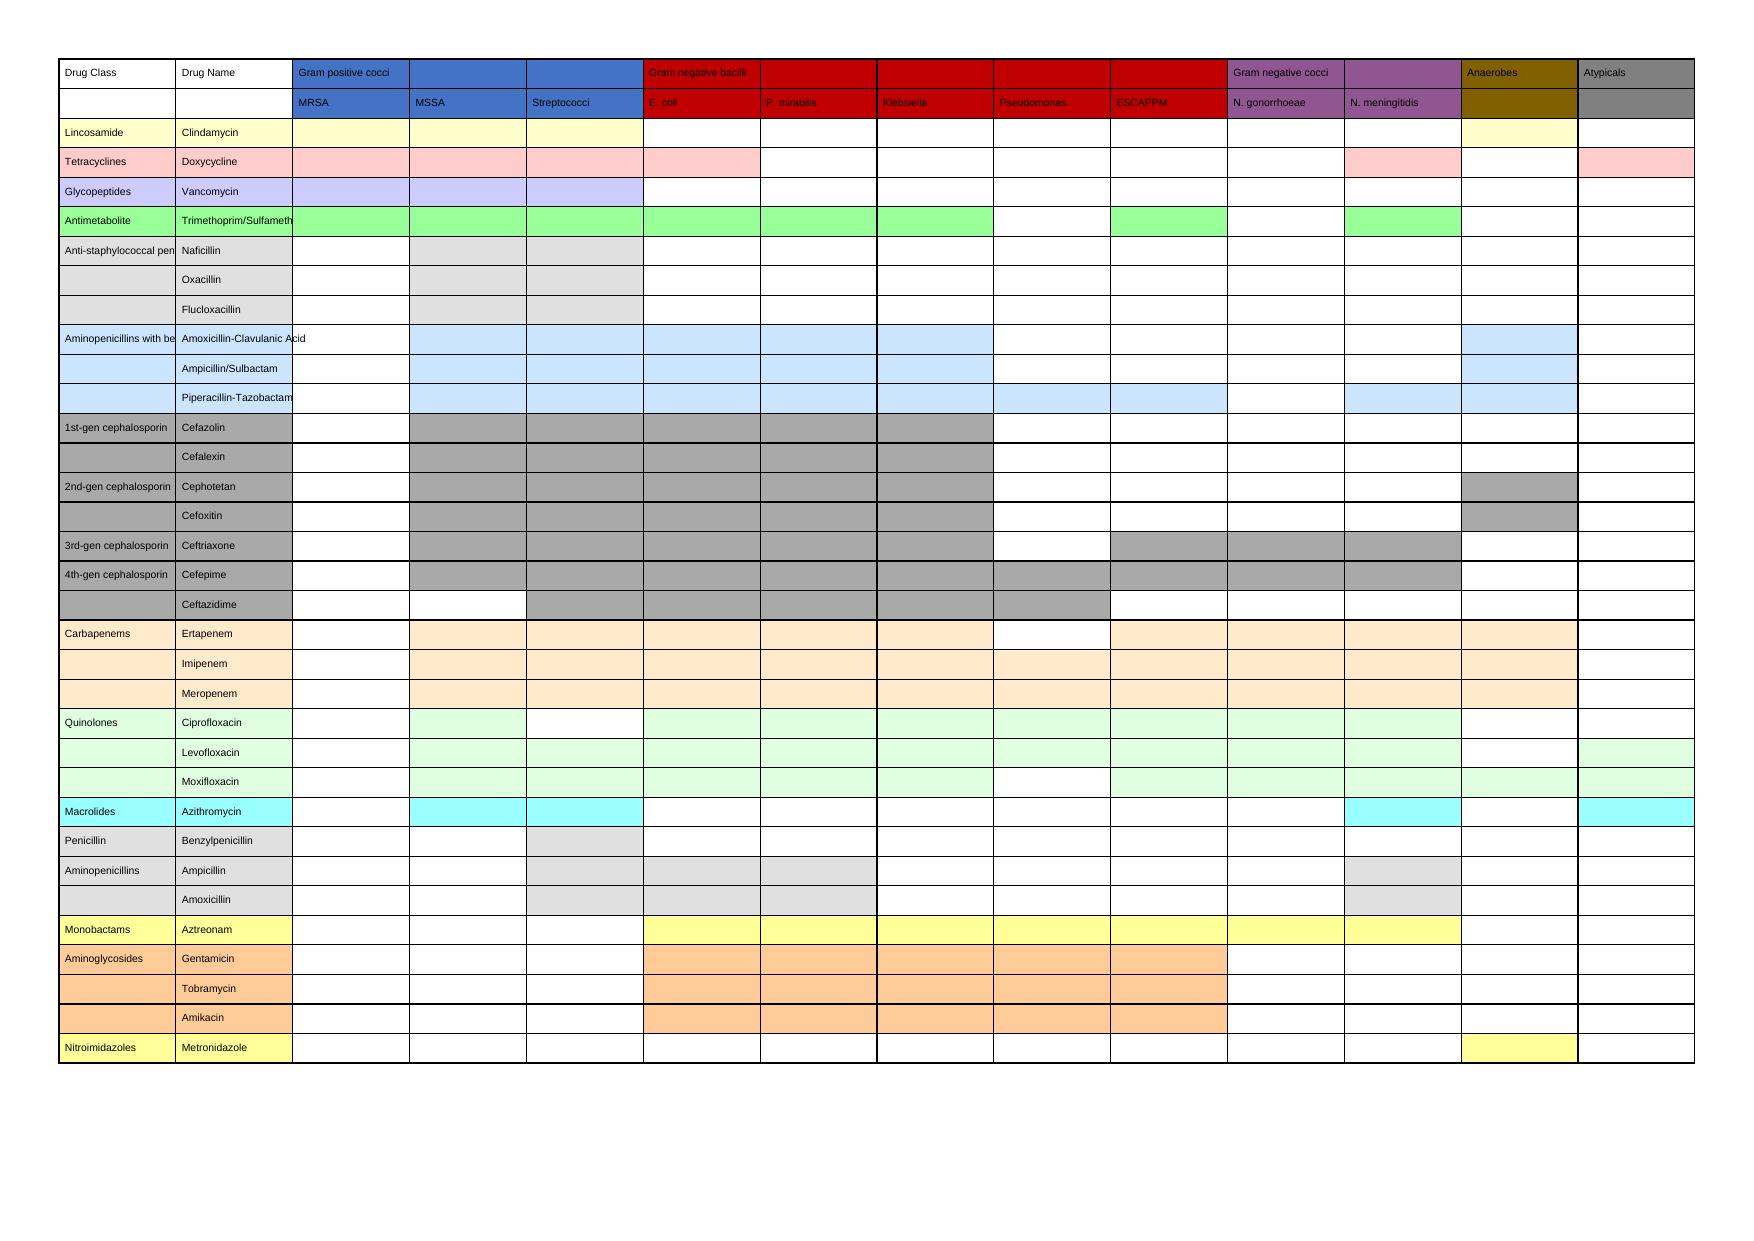 Drug Class Drug Name Gram positive cocci Gram negative bacilli Gram negative cocci Anaerobes Atypicals
MRSA MSSA Streptococci E. coli P. mirabilis Klebsiella Pseudomonas ESCAPPM N. gonorrhoeae N. meningitidis
Lincosamide Clindamycin
Tetracyclines Doxycycline
Glycopeptides Vancomycin
Antimetabolite Trimethoprim/Sulfameth
Anti-staphylococcal pen Naficillin
Oxacillin
Flucloxacillin
Aminopenicillins with be Amoxicillin-Clavulanic Acid
Ampicillin/Sulbactam
Piperacillin-Tazobactam
1st-gen cephalosporin Cefazolin
Cefalexin
2nd-gen cephalosporin Cephotetan
Cefoxitin
3rd-gen cephalosporin Ceftriaxone
4th-gen cephalosporin Cefepime
Ceftazidime
Carbapenems Ertapenem
Imipenem
Meropenem
Quinolones Ciprofloxacin
Levofloxacin
Moxifloxacin
Macrolides Azithromycin
Penicillin Benzylpenicillin
Aminopenicillins Ampicillin
Amoxicillin
Monobactams Aztreonam
Aminoglycosides Gentamicin
Tobramycin
Amikacin
Nitroimidazoles Metronidazole